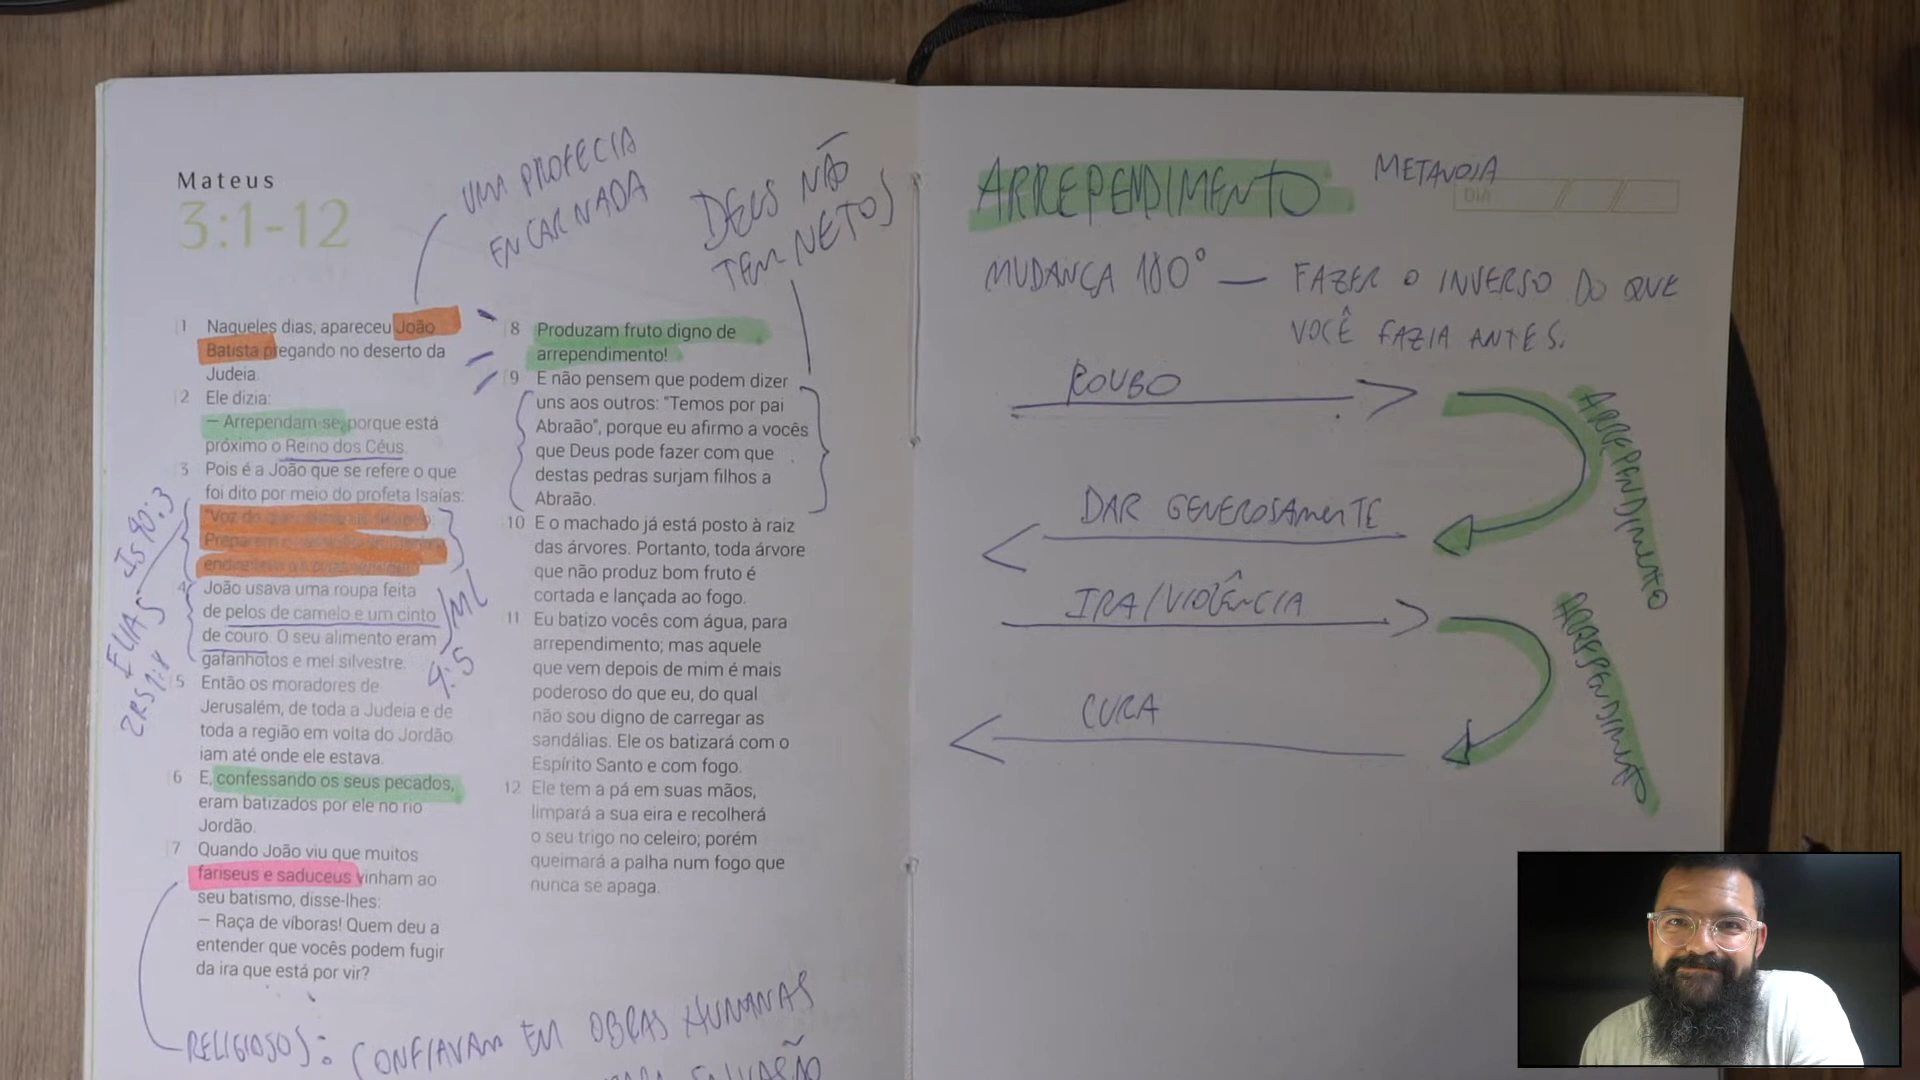 Mateus
3:1-12
UMA PROFECIA
ENCARNADA
DEUS NÃO
TEM NETOS
1 Naqueles dias, apareceu João
Batista pregando no deserto da
Judeia.
2 Ele dizia:
— Arrependam-se, porque está
próximo o Reino dos Céus.
3 Pois é a João que se refere o que
foi dito por meio do profeta Isaías:
"Voz do que clama no deserto:
Preparem o caminho do Senhor,
4 João usava uma roupa feita
de pelos de camelo e um cinto
de couro. O seu alimento eram
gafanhotos e mel silvestre.
5 Então os moradores de
Jerusalém, de toda a Judeia e de
toda a região em volta do Jordão
iam até onde ele estava.
6 E, confessando os seus pecados,
eram batizados por ele no rio
Jordão.
7 Quando João viu que muitos
fariseus e saduceus vinham ao
seu batismo, disse-lhes:
— Raça de víboras! Quem deu a
entender que vocês podem fugir
da ira que está por vir?
Is 40:3
ELIAS
2RS 1:8
ML
4:5
RELIGIOSOS: CONFIAVAM EM OBRAS HUMANAS
PARA SALVAÇÃO
8 Produzam fruto digno de
arrependimento!
9 E não pensem que podem dizer
uns aos outros: "Temos por pai
Abraão", porque eu afirmo a vocês
que Deus pode fazer com que
destas pedras surjam filhos a
Abraão.
10 E o machado já está posto à raiz
das árvores. Portanto, toda árvore
que não produz bom fruto é
cortada e lançada ao fogo.
11 Eu batizo vocês com água, para
arrependimento; mas aquele
que vem depois de mim é mais
poderoso do que eu, do qual
não sou digno de carregar as
sandálias. Ele os batizará com o
Espírito Santo e com fogo.
12 Ele tem a pá em suas mãos,
limpará a sua eira e recolherá
o seu trigo no celeiro; porém
queimará a palha num fogo que
nunca se apaga.
ARREPENDIMENTO METANOIA
DIA
MUDANÇA 180° — FAZER O INVERSO DO QUE
VOCÊ FAZIA ANTES.
ROUBO
ARREPENDIMENTO
DAR GENEROSAMENTE
IRA/VIOLÊNCIA
ARREPENDIMENTO
CURA